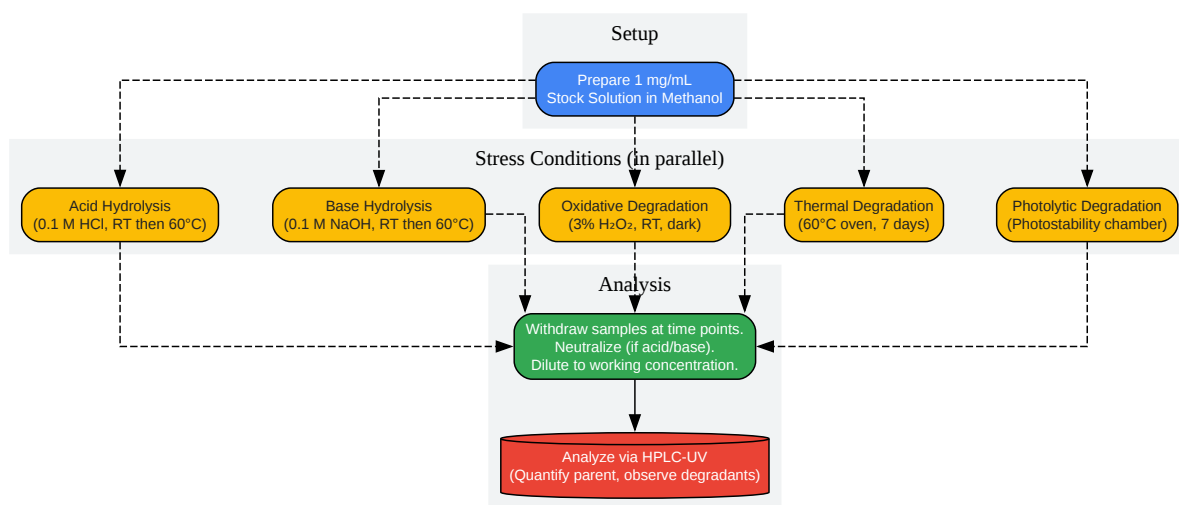 Setup
Prepare 1 mg/mL
Stock Solution in Methanol
Stress Conditions (in parallel)
Acid Hydrolysis
(0.1 M HCl, RT then 60°C)
Base Hydrolysis
(0.1 M NaOH, RT then 60°C)
Oxidative Degradation
(3% H₂O₂, RT, dark)
Thermal Degradation
(60°C oven, 7 days)
Photolytic Degradation
(Photostability chamber)
Analysis
Withdraw samples at time points.
Neutralize (if acid/base).
Dilute to working concentration.
Analyze via HPLC-UV
(Quantify parent, observe degradants)